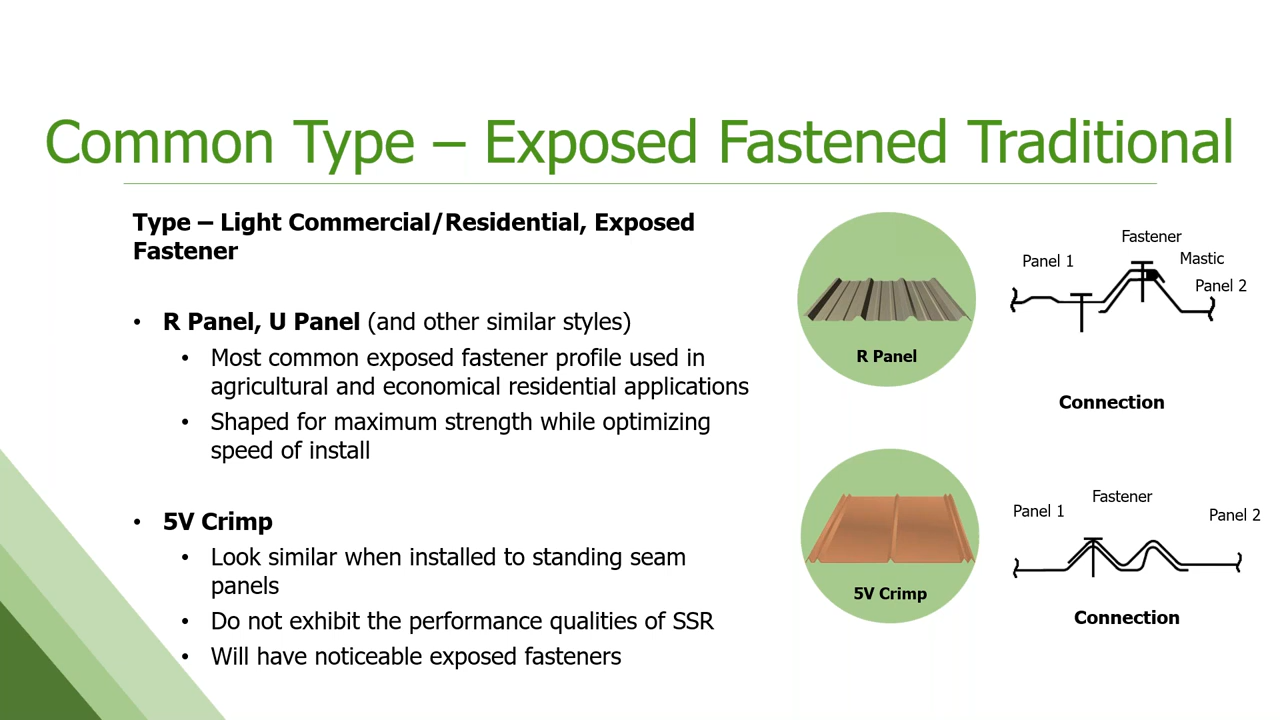 Common Type – Exposed Fastened Traditional
Type – Light Commercial/Residential, Exposed
Fastener
• R Panel, U Panel (and other similar styles)
• Most common exposed fastener profile used in
agricultural and economical residential applications
• Shaped for maximum strength while optimizing
speed of install
• 5V Crimp
• Look similar when installed to standing seam
panels
• Do not exhibit the performance qualities of SSR
• Will have noticeable exposed fasteners
R Panel
Fastener
Panel 1
Mastic
Panel 2
Connection
5V Crimp
Fastener
Panel 1
Panel 2
Connection